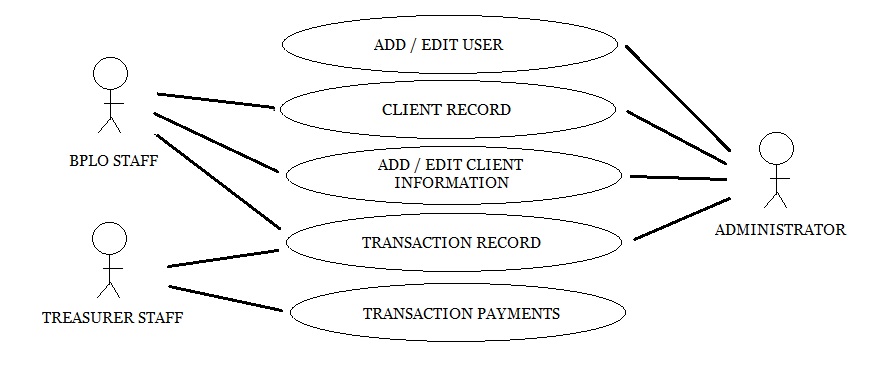 ADD / EDIT USER
CLIENT RECORD
BPLO STAFF
ADD / EDIT CLIENT
INFORMATION
ADMINISTRATOR
TRANSACTION RECORD
TREASURER STAFF
TRANSACTION PAYMENTS